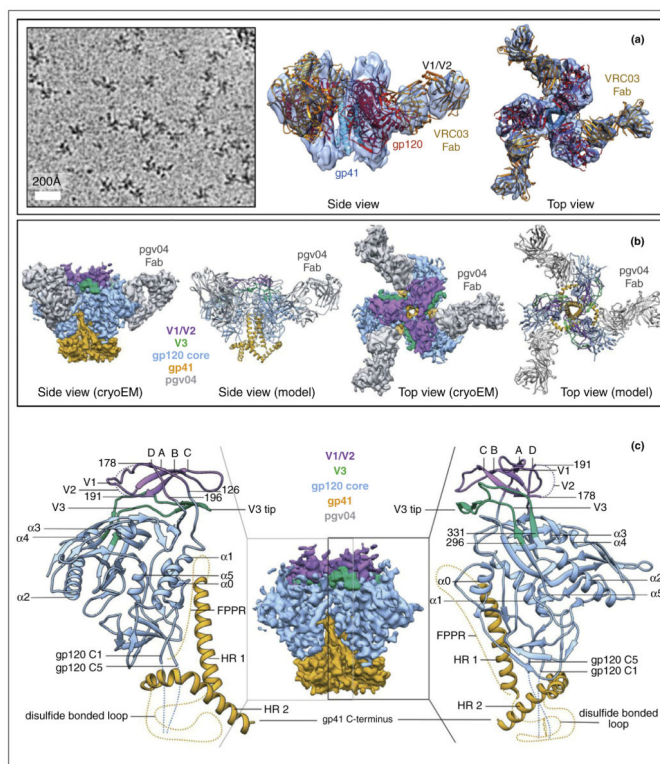 (a)
200Å
V1/V2
VRC03
Fab
gp120
gp41
Side view
VRC03
Fab
Top view
(b)
pgv04
Fab
V1/V2
V3
gp120 core
gp41
pgv04
pgv04
Fab
pgv04
Fab
pgv04
Fab
Side view (cryoEM)
Side view (model)
Top view (cryoEM)
Top view (model)
(c)
178
D A B C
V1
V2
191
196
126
V3
V3 tip
α3
α4
α1
α5
α0
α2
FPPR
HR 1
gp120 C1
gp120 C5
HR 2
disulfide bonded loop
gp41 C-terminus
V1/V2
V3
gp120 core
gp41
pgv04
C B A D
191
V1
V2
178
V3 tip
V3
331
296
α3
α4
α0
α2
α1
α5
FPPR
HR 1
gp120 C5
gp120 C1
HR 2
disulfide bonded
loop